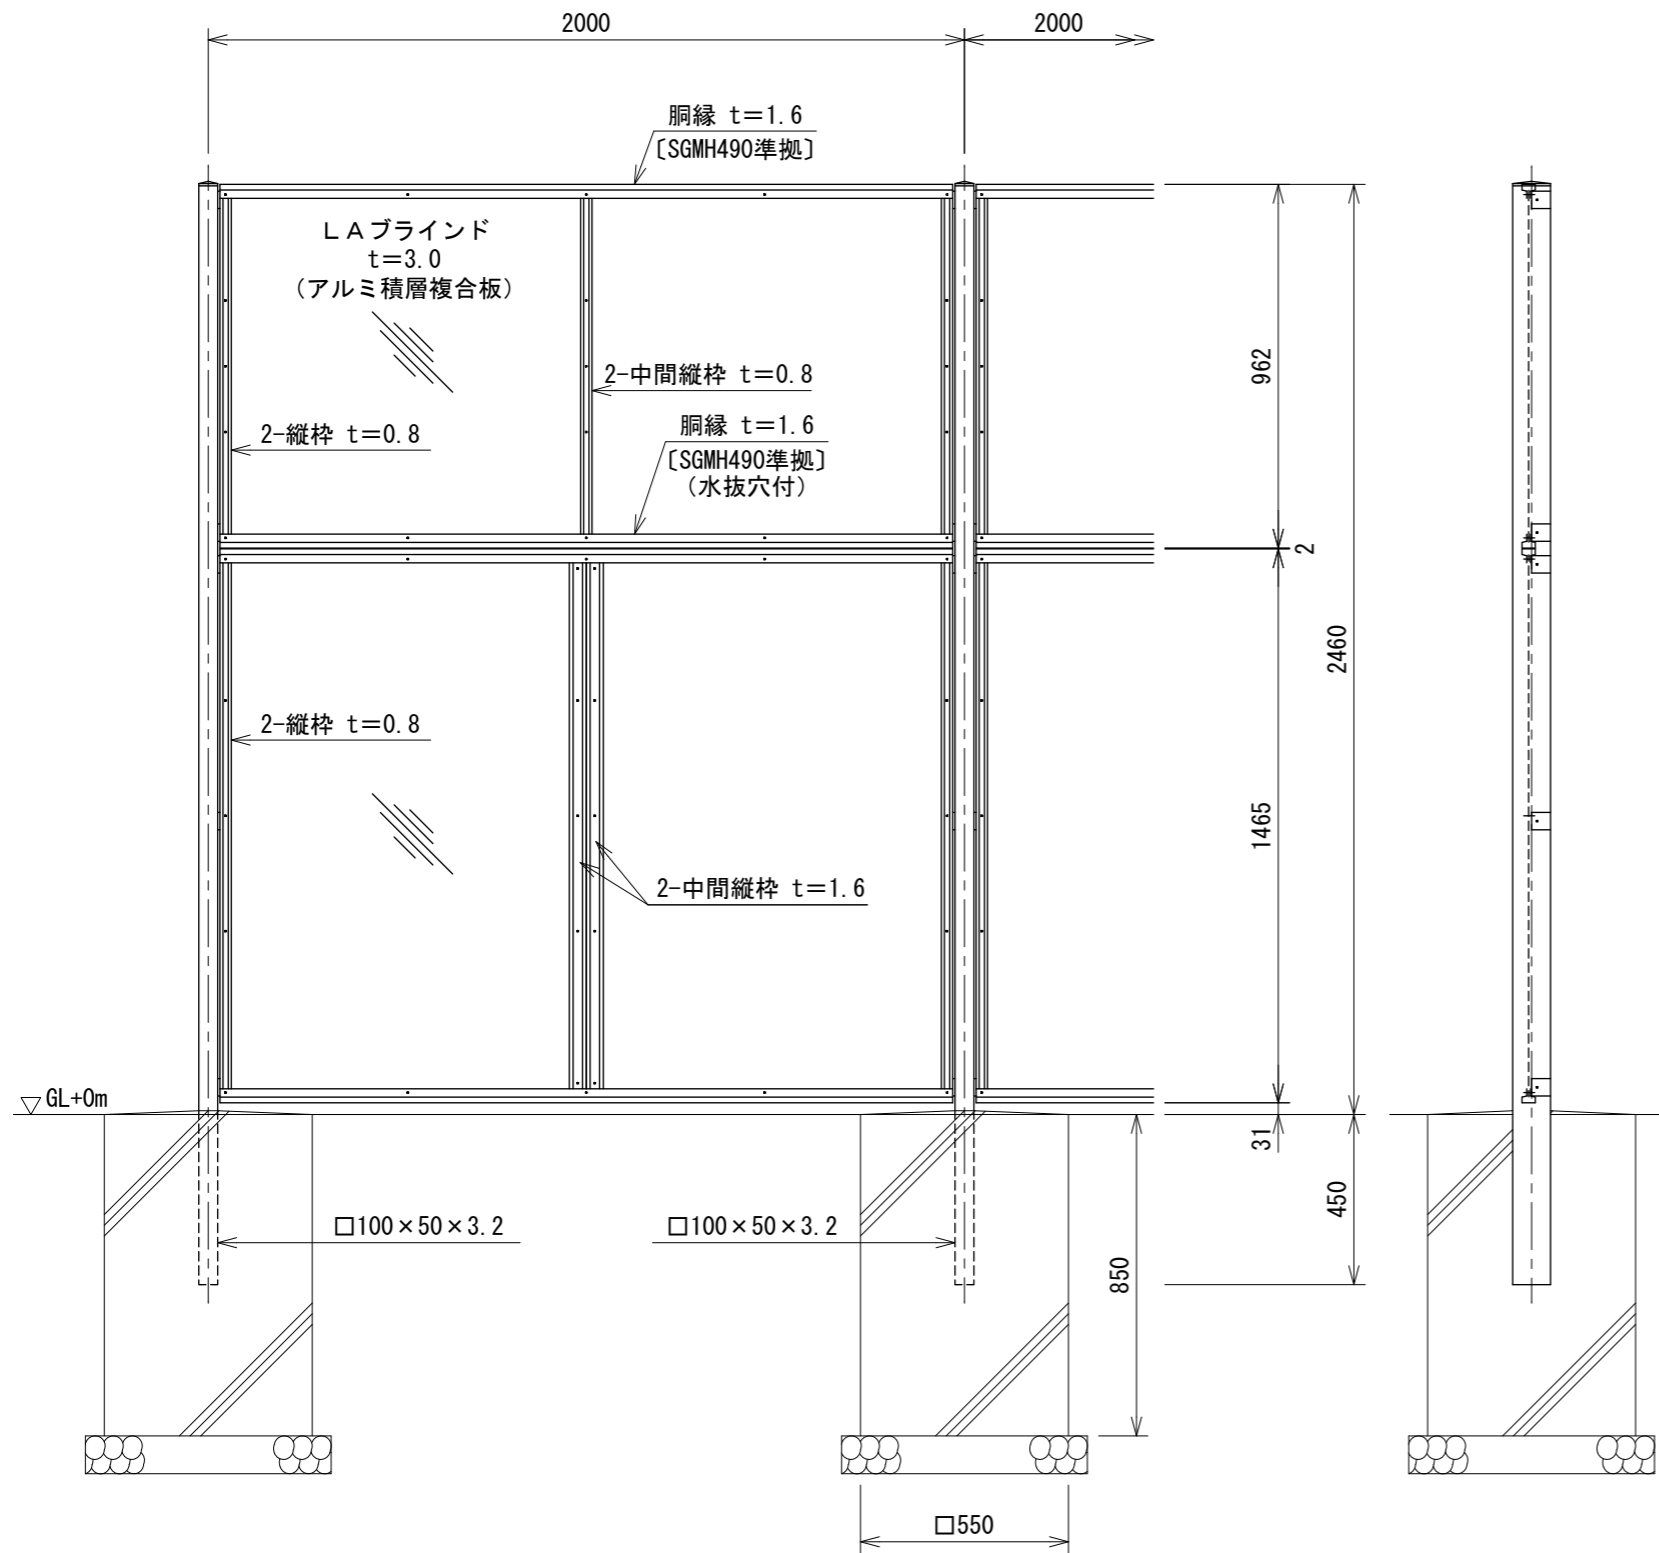 2000
2000
胴縁 t=1.6
〔SGMH490準拠〕
LAブラインド
t=3.0
(アルミ積層複合板)
2-中間縦枠 t=0.8
2-縦枠 t=0.8
胴縁 t=1.6
〔SGMH490準拠〕
(水抜穴付)
962
2
2460
2-縦枠 t=0.8
1465
2-中間縦枠 t=1.6
▽ GL+0m
31
450
□100×50×3.2
□100×50×3.2
850
□550